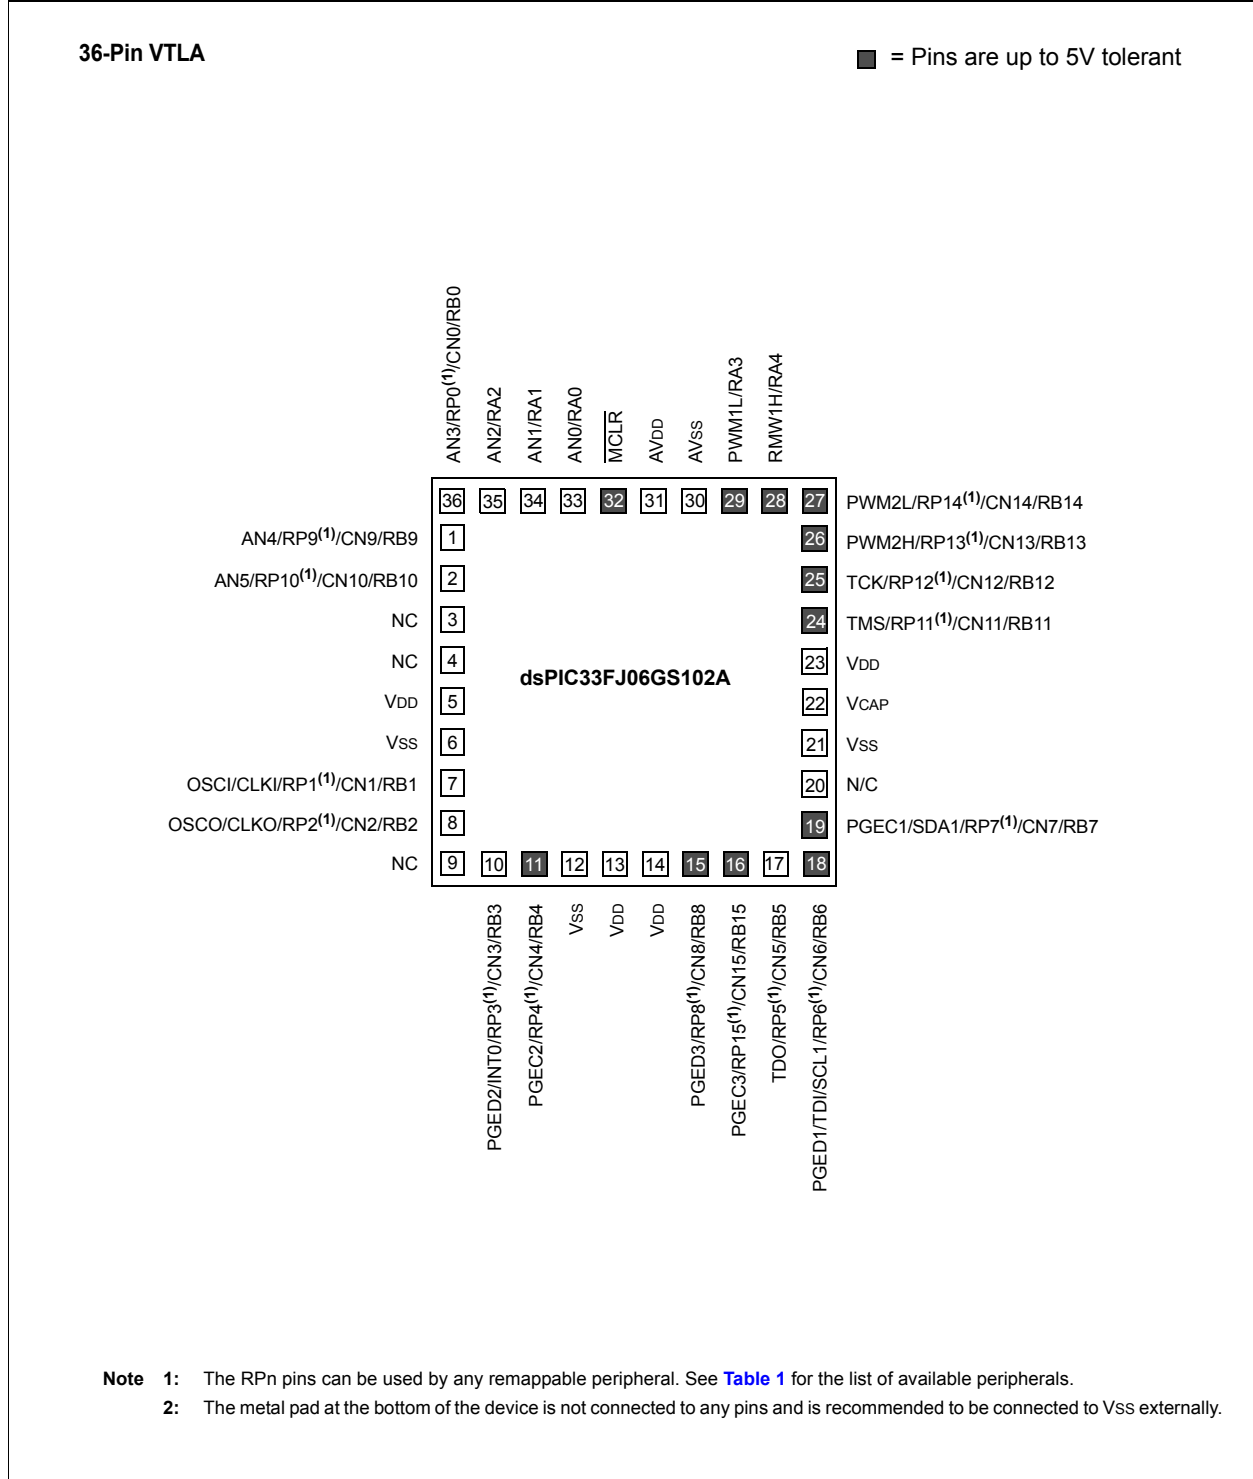 36-Pin VTLA
= Pins are up to 5V tolerant
AN3/RP0(1)/CN0/RB0
AN2/RA2
AN1/RA1
AN0/RA0
MCLR
AVDD
AVSS
PWM1L/RA3
RMW1H/RA4
36 35 34 33 32 31 30 29 28 27 PWM2L/RP14(1)/CN14/RB14
AN4/RP9(1)/CN9/RB9 1 26 PWM2H/RP13(1)/CN13/RB13
AN5/RP10(1)/CN10/RB10 2 25 TCK/RP12(1)/CN12/RB12
NC 3 24 TMS/RP11(1)/CN11/RB11
NC 4 23 VDD
dsPIC33FJ06GS102A
VDD 5 22 VCAP
VSS 6 21 VSS
OSCI/CLKI/RP1(1)/CN1/RB1 7 20 N/C
OSCO/CLKO/RP2(1)/CN2/RB2 8 19 PGEC1/SDA1/RP7(1)/CN7/RB7
NC 9 10 11 12 13 14 15 16 17 18
PGED2/INT0/RP3(1)/CN3/RB3
PGEC2/RP4(1)/CN4/RB4
VSS
VDD
VDD
PGED3/RP8(1)/CN8/RB8
PGEC3/RP15(1)/CN15/RB15
TDO/RP5(1)/CN5/RB5
PGED1/TDI/SCL1/RP6(1)/CN6/RB6
Note 1: The RPn pins can be used by any remappable peripheral. See Table 1 for the list of available peripherals.
2: The metal pad at the bottom of the device is not connected to any pins and is recommended to be connected to VSS externally.